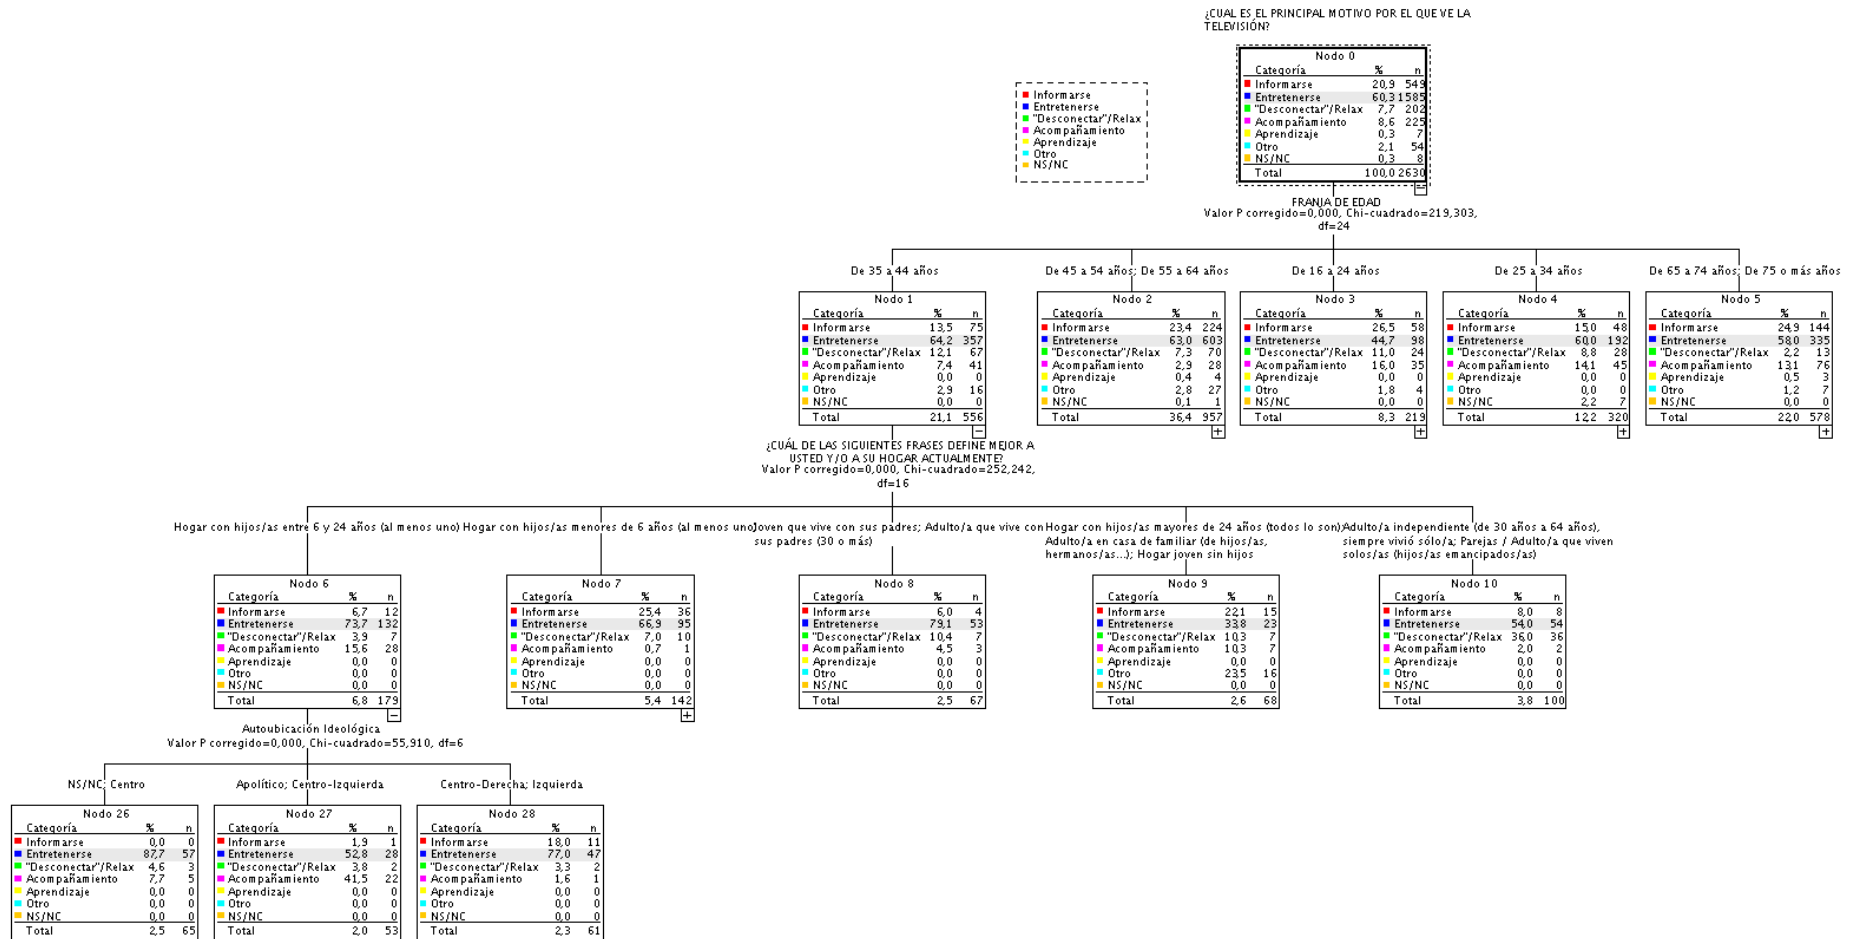 ¿CUAL ES EL PRINCIPAL MOTIVO POR EL QUE VE LA
TELEVISIÓN?
Informarse
Entretenerse
"Desconectar"/Relax
Acompañamiento
Aprendizaje
Otro
NS/NC
Nodo 0
Categoría % n
Informarse 20,9 549
Entretenerse 60,3 1585
"Desconectar"/Relax 7,7 202
Acompañamiento 8,6 225
Aprendizaje 0,3 7
Otro 2,1 54
NS/NC 0,3 8
Total 100,0 2630
FRANJA DE EDAD
Valor P corregido=0,000, Chi-cuadrado=219,303,
df=24
De 35 a 44 años
Nodo 1
Categoría % n
Informarse 13,5 75
Entretenerse 64,2 357
"Desconectar"/Relax 12,1 67
Acompañamiento 7,4 41
Aprendizaje 0,0 0
Otro 2,9 16
NS/NC 0,0 0
Total 21,1 556
De 45 a 54 años; De 55 a 64 años
Nodo 2
Categoría % n
Informarse 23,4 224
Entretenerse 63,0 603
"Desconectar"/Relax 7,3 70
Acompañamiento 2,9 28
Aprendizaje 0,4 4
Otro 2,8 27
NS/NC 0,1 1
Total 36,4 957
De 16 a 24 años
Nodo 3
Categoría % n
Informarse 26,5 58
Entretenerse 44,7 98
"Desconectar"/Relax 11,0 24
Acompañamiento 16,0 35
Aprendizaje 0,0 0
Otro 1,8 4
NS/NC 0,0 0
Total 8,3 219
De 25 a 34 años
Nodo 4
Categoría % n
Informarse 15,0 48
Entretenerse 60,0 192
"Desconectar"/Relax 8,8 28
Acompañamiento 14,1 45
Aprendizaje 0,0 0
Otro 0,0 0
NS/NC 2,2 7
Total 12,2 320
De 65 a 74 años; De 75 o más años
Nodo 5
Categoría % n
Informarse 24,9 144
Entretenerse 58,0 335
"Desconectar"/Relax 2,2 13
Acompañamiento 13,1 76
Aprendizaje 0,5 3
Otro 1,2 7
NS/NC 0,0 0
Total 22,0 578
¿CUÁL DE LAS SIGUIENTES FRASES DEFINE MEJOR A
USTED Y/O A SU HOGAR ACTUALMENTE?
Valor P corregido=0,000, Chi-cuadrado=252,242,
df=16
Hogar con hijos/as entre 6 y 24 años (al menos uno)
Nodo 6
Categoría % n
Informarse 6,7 12
Entretenerse 73,7 132
"Desconectar"/Relax 3,9 7
Acompañamiento 15,6 28
Aprendizaje 0,0 0
Otro 0,0 0
NS/NC 0,0 0
Total 6,8 179
Hogar con hijos/as menores de 6 años (al menos uno)
Nodo 7
Categoría % n
Informarse 25,4 36
Entretenerse 66,9 95
"Desconectar"/Relax 7,0 10
Acompañamiento 0,7 1
Aprendizaje 0,0 0
Otro 0,0 0
NS/NC 0,0 0
Total 5,4 142
Joven que vive con sus padres; Adulto/a que vive con
sus padres (30 o más)
Nodo 8
Categoría % n
Informarse 6,0 4
Entretenerse 79,1 53
"Desconectar"/Relax 10,4 7
Acompañamiento 4,5 3
Aprendizaje 0,0 0
Otro 0,0 0
NS/NC 0,0 0
Total 2,5 67
Hogar con hijos/as mayores de 24 años (todos lo son);
Adulto/a en casa de familiar (de hijos/as,
hermanos/as...); Hogar joven sin hijos
Nodo 9
Categoría % n
Informarse 22,1 15
Entretenerse 33,8 23
"Desconectar"/Relax 10,3 7
Acompañamiento 10,3 7
Aprendizaje 0,0 0
Otro 23,5 16
NS/NC 0,0 0
Total 2,6 68
Adulto/a independiente (de 30 años a 64 años),
siempre vivió sólo/a; Parejas / Adulto/a que viven
solos/as (hijos/as emancipados/as)
Nodo 10
Categoría % n
Informarse 8,0 8
Entretenerse 54,0 54
"Desconectar"/Relax 36,0 36
Acompañamiento 2,0 2
Aprendizaje 0,0 0
Otro 0,0 0
NS/NC 0,0 0
Total 3,8 100
Autoubicación Ideológica
Valor P corregido=0,000, Chi-cuadrado=55,910, df=6
NS/NC; Centro
Nodo 26
Categoría % n
Informarse 0,0 0
Entretenerse 87,7 57
"Desconectar"/Relax 4,6 3
Acompañamiento 7,7 5
Aprendizaje 0,0 0
Otro 0,0 0
NS/NC 0,0 0
Total 2,5 65
Apolítico; Centro-Izquierda
Nodo 27
Categoría % n
Informarse 1,9 1
Entretenerse 52,8 28
"Desconectar"/Relax 3,8 2
Acompañamiento 41,5 22
Aprendizaje 0,0 0
Otro 0,0 0
NS/NC 0,0 0
Total 2,0 53
Centro-Derecha; Izquierda
Nodo 28
Categoría % n
Informarse 18,0 11
Entretenerse 77,0 47
"Desconectar"/Relax 3,3 2
Acompañamiento 1,6 1
Aprendizaje 0,0 0
Otro 0,0 0
NS/NC 0,0 0
Total 2,3 61